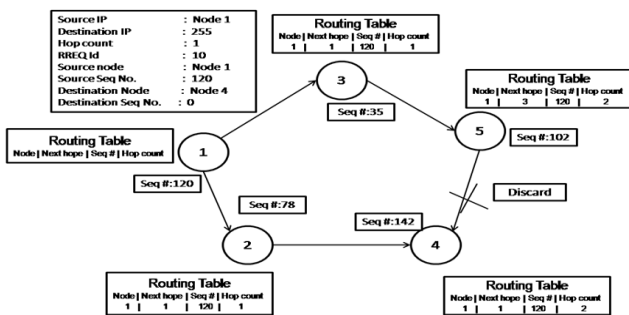 Source IP : Node 1
Destination IP : 255
Hop count : 1
RREQ Id : 10
Source node : Node 1
Source Seq No. : 120
Destination Node : Node 4
Destination Seq No. : 0
Routing Table
Node | Next hope | Seq # | Hop count
1 | 1 | 120 | 1
3
Seq #:35
Routing Table
Node | Next hope | Seq # | Hop count
1 | 3 | 120 | 2
5
Seq #:102
Routing Table
Node | Next hope | Seq # | Hop count
1
Seq #:120
Discard
Seq #:78
Seq #:142
2
4
Routing Table
Node | Next hope | Seq # | Hop count
1 | 1 | 120 | 1
Routing Table
Node | Next hope | Seq # | Hop count
1 | 1 | 120 | 2